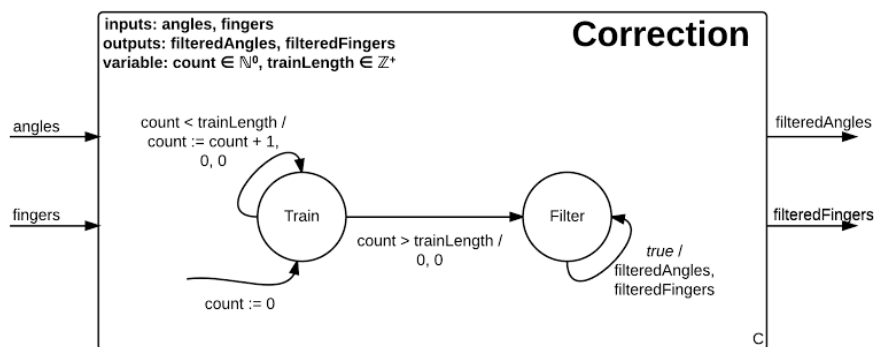 inputs: angles, fingers
outputs: filteredAngles, filteredFingers
variable: count ∈ ℕ⁰, trainLength ∈ ℤ⁺
Correction
angles
fingers
count < trainLength /
count := count + 1,
0, 0
Train
count := 0
count > trainLength /
0, 0
Filter
true /
filteredAngles,
filteredFingers
filteredAngles
filteredFingers
C